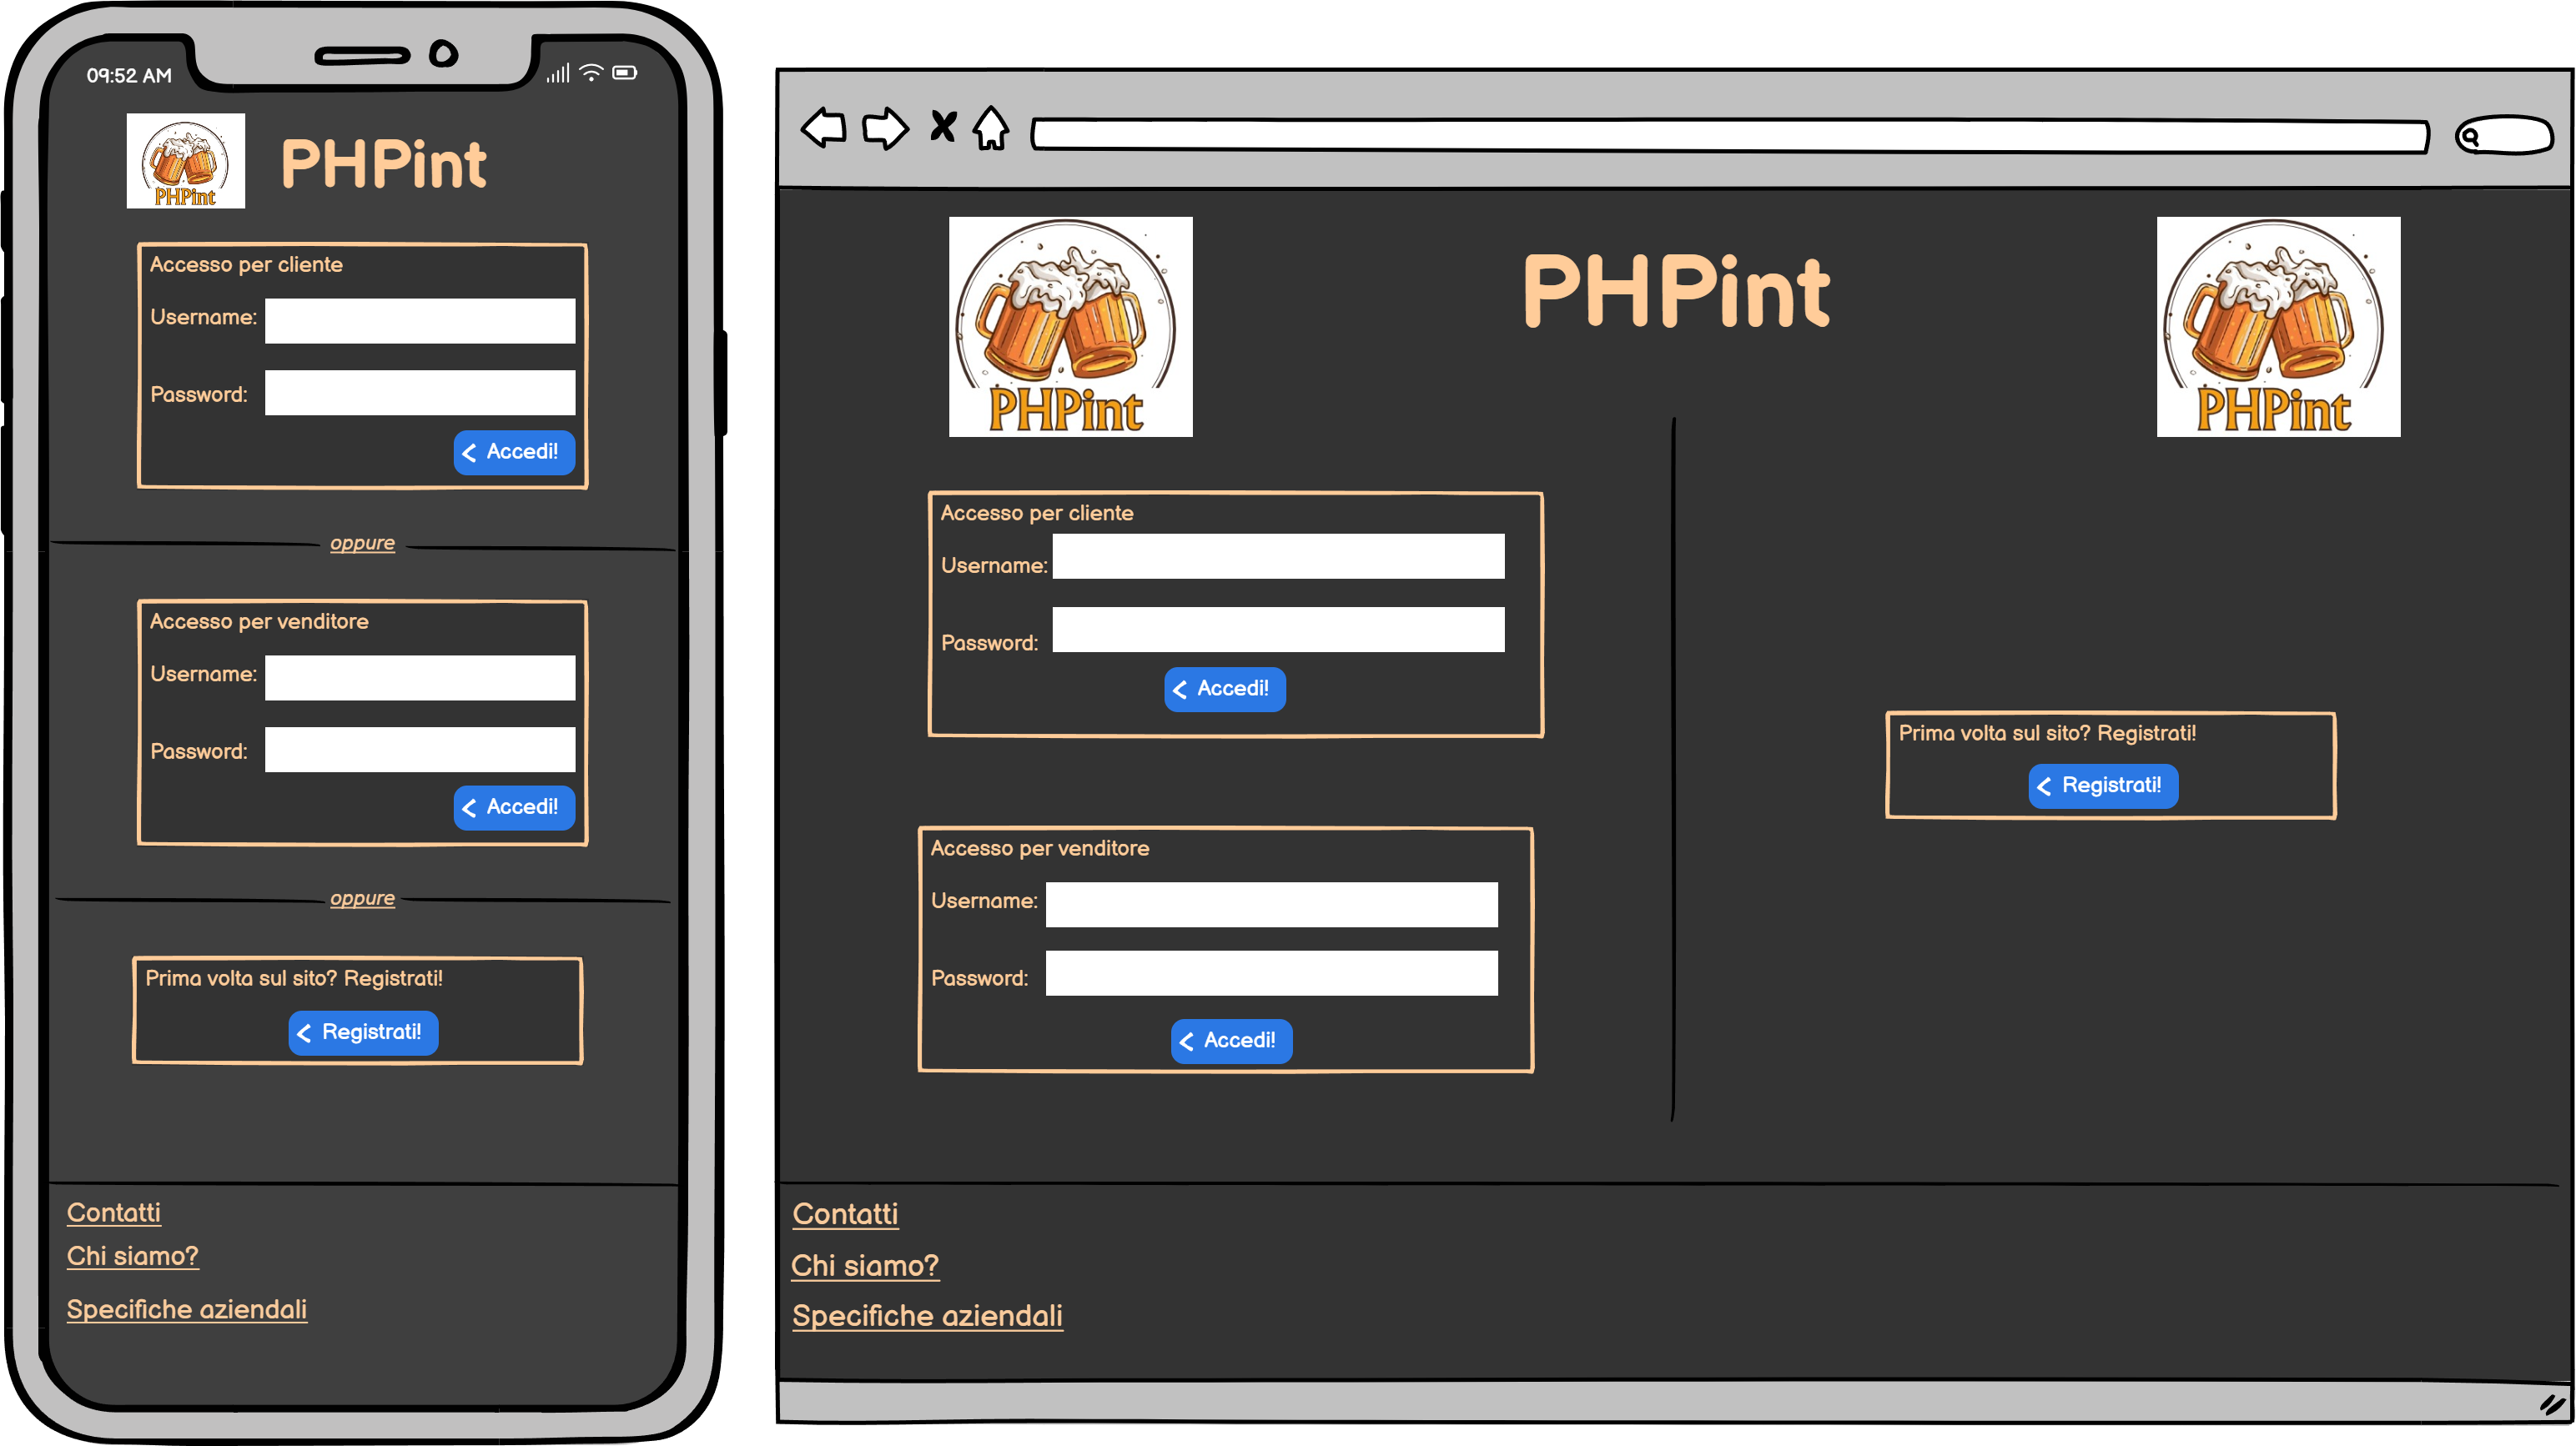 09:52 AM
PHPint
PHPint
Accesso per cliente
Username:
Password:
Accedi!
oppure
Accesso per venditore
Username:
Password:
Accedi!
oppure
Prima volta sul sito? Registrati!
Registrati!
Contatti
Chi siamo?
Specifiche aziendali
PHPint
PHPint
PHPint
Accesso per cliente
Username:
Password:
Accedi!
Accesso per venditore
Username:
Password:
Accedi!
Prima volta sul sito? Registrati!
Registrati!
Contatti
Chi siamo?
Specifiche aziendali